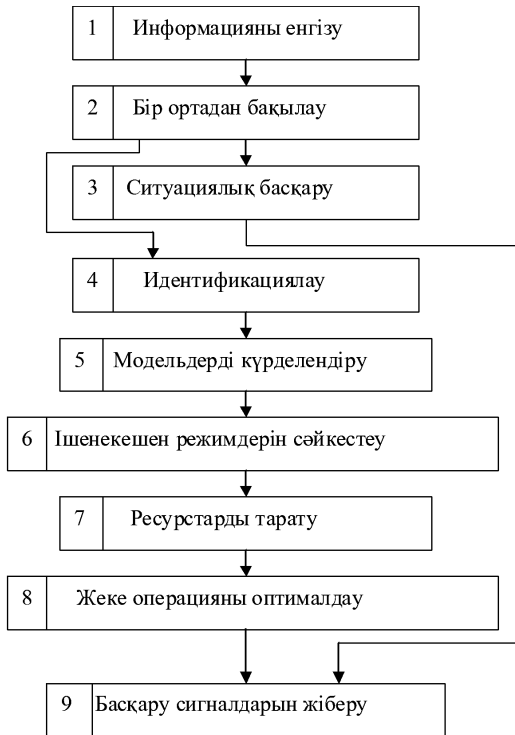 1 Информацияны енгізу
2 Бір ортадан бақылау
3 Ситуациялық басқару
4 Идентификациялау
5 Модельдерді күрделендіру
6 Ішенекешен режимдерін сәйкестеу
7 Ресурстарды тарату
8 Жеке операцияны оптималдау
9 Басқару сигналдарын жіберу